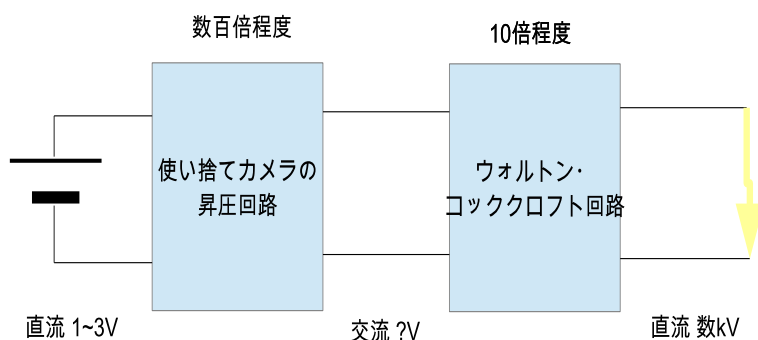 数百倍程度
10倍程度
使い捨てカメラの
昇圧回路
ウォルトン・
コッククロフト回路
直流 1~3V
交流 ?V
直流 数kV